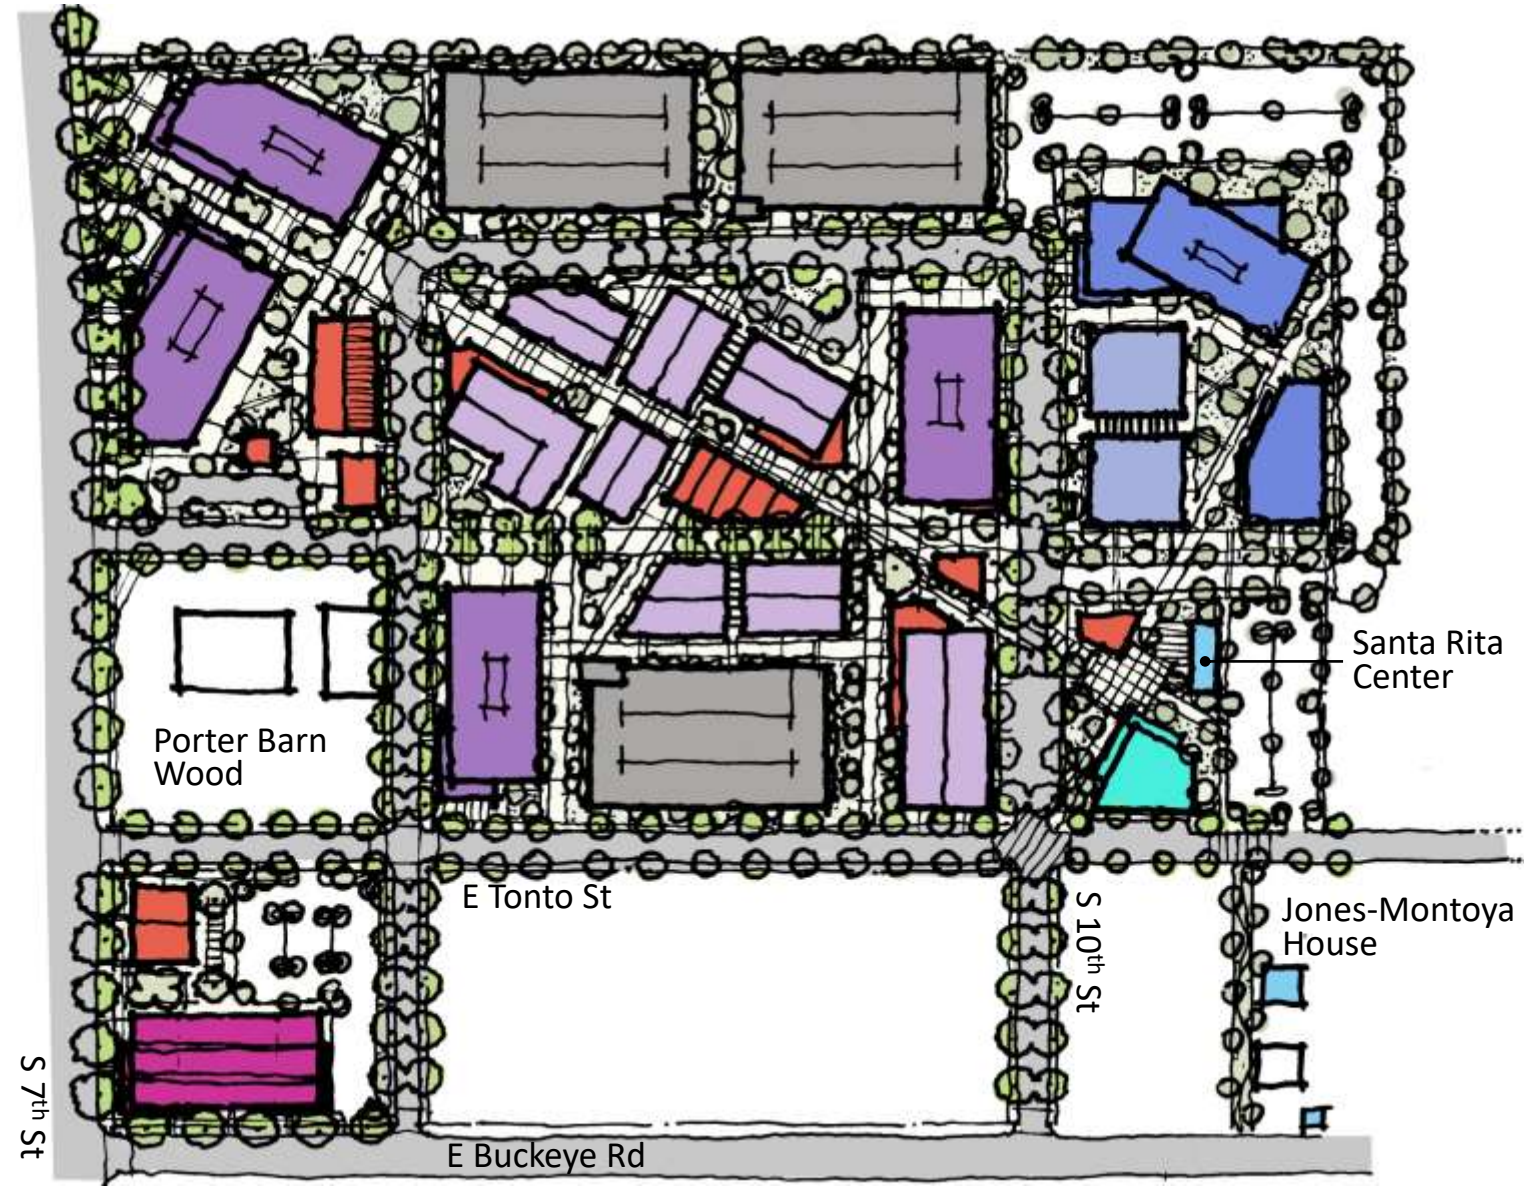 Santa Rita
Center
Porter Barn
Wood
E Tonto St
S 10th St
Jones-Montoya
House
S 7th St
E Buckeye Rd